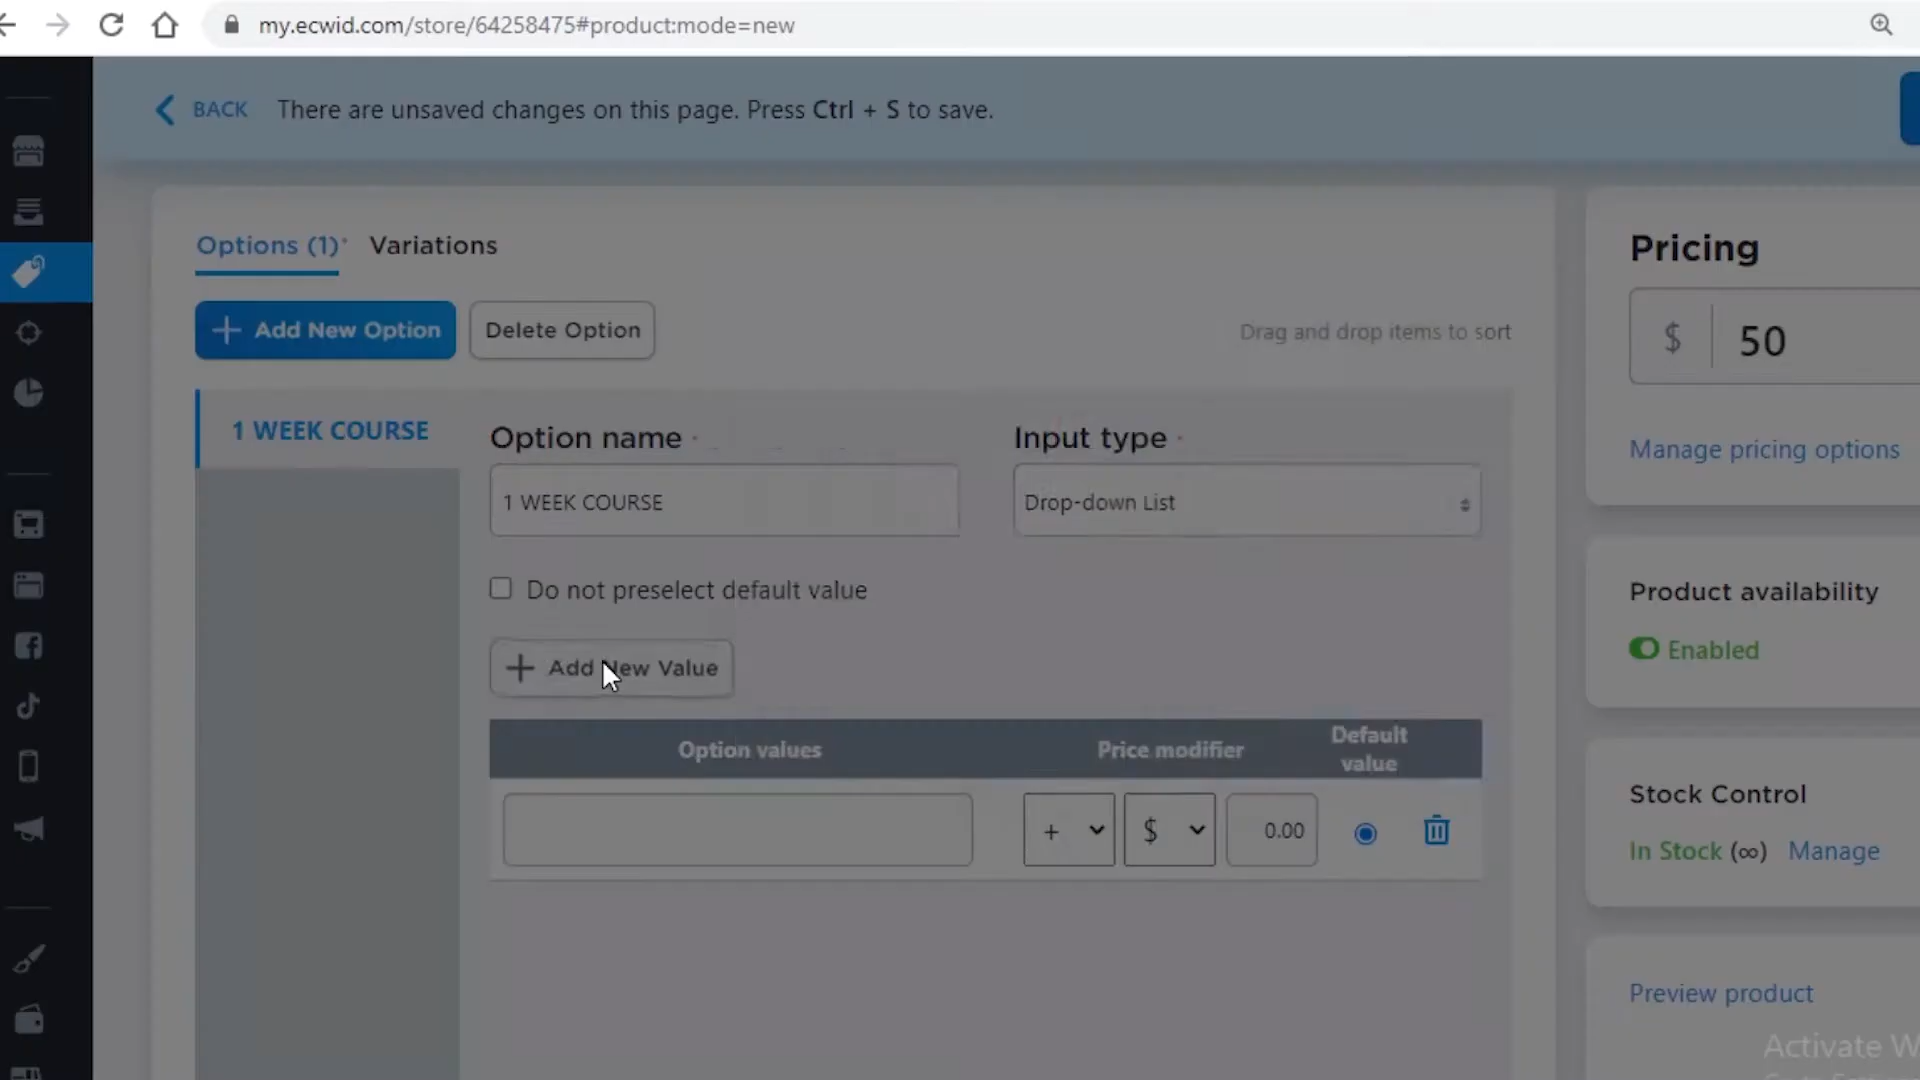 my.ecwid.com/store/64258475#product:mode=new
BACK There are unsaved changes on this page. Press Ctrl + S to save.
Options (1)* Variations
+ Add New Option Delete Option Drag and drop items to sort
1 WEEK COURSE
Option name Input type
1 WEEK COURSE Drop-down List
Do not preselect default value
+ Add New Value
Option values Price modifier Default value
+ $ 0.00
Pricing
$ 50
Manage pricing options
Product availability
Enabled
Stock Control
In Stock (∞) Manage
Preview product
Activate W